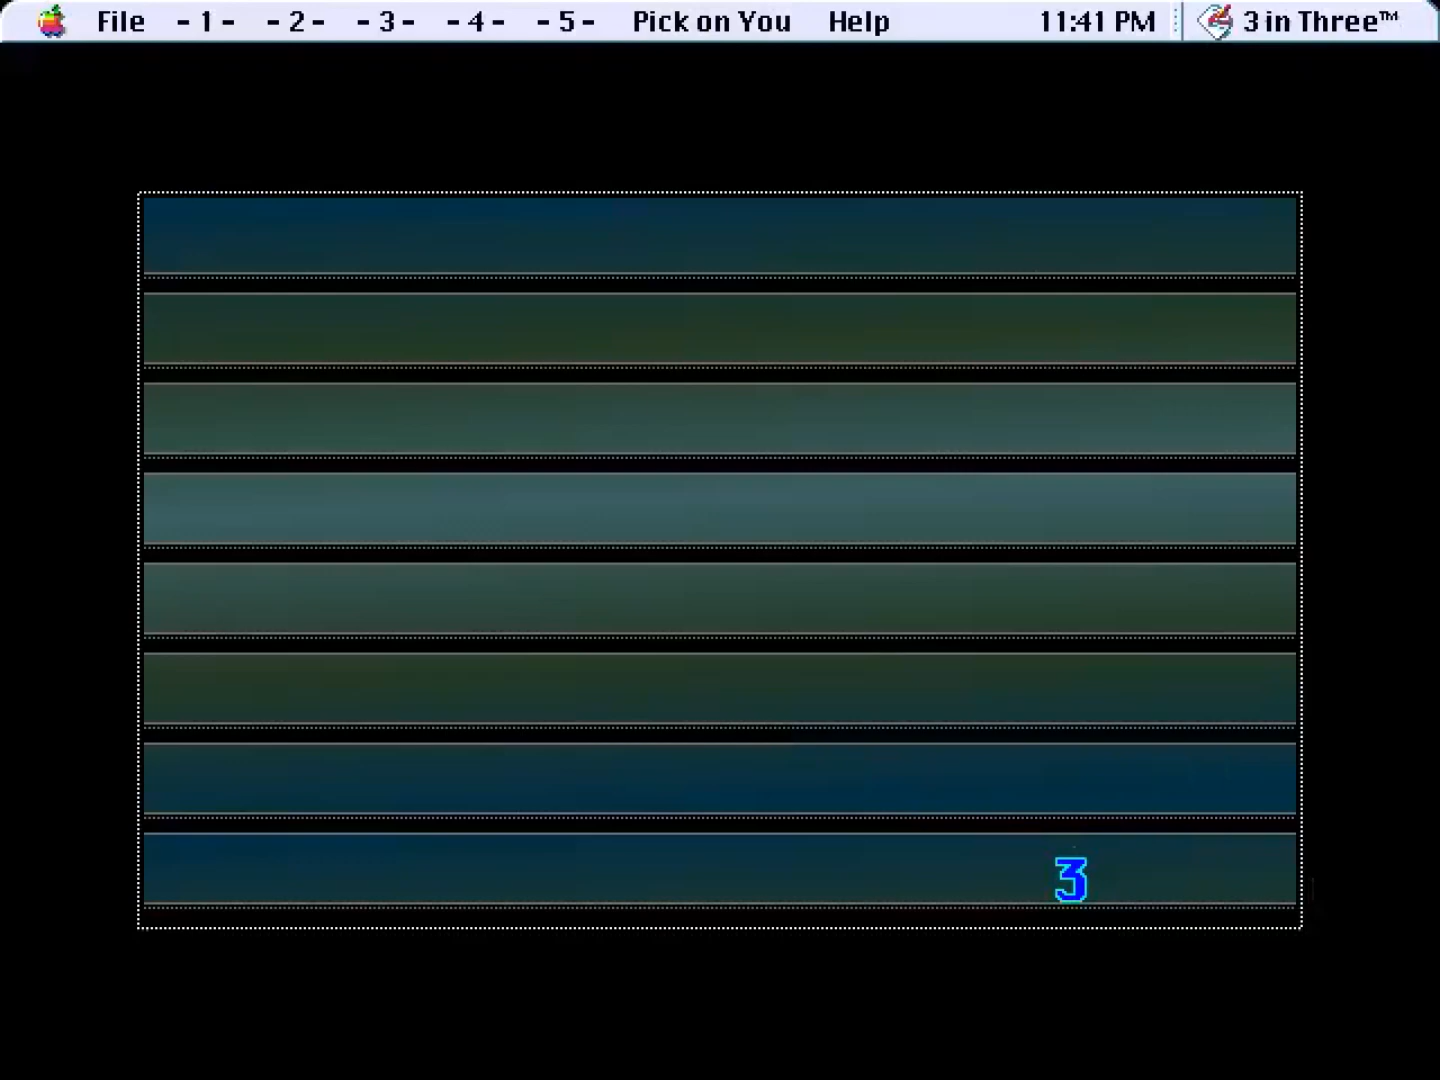 File - 1 - - 2 - - 3 - - 4 - - 5 - Pick on You Help 11:41 PM 3 in Three™
3